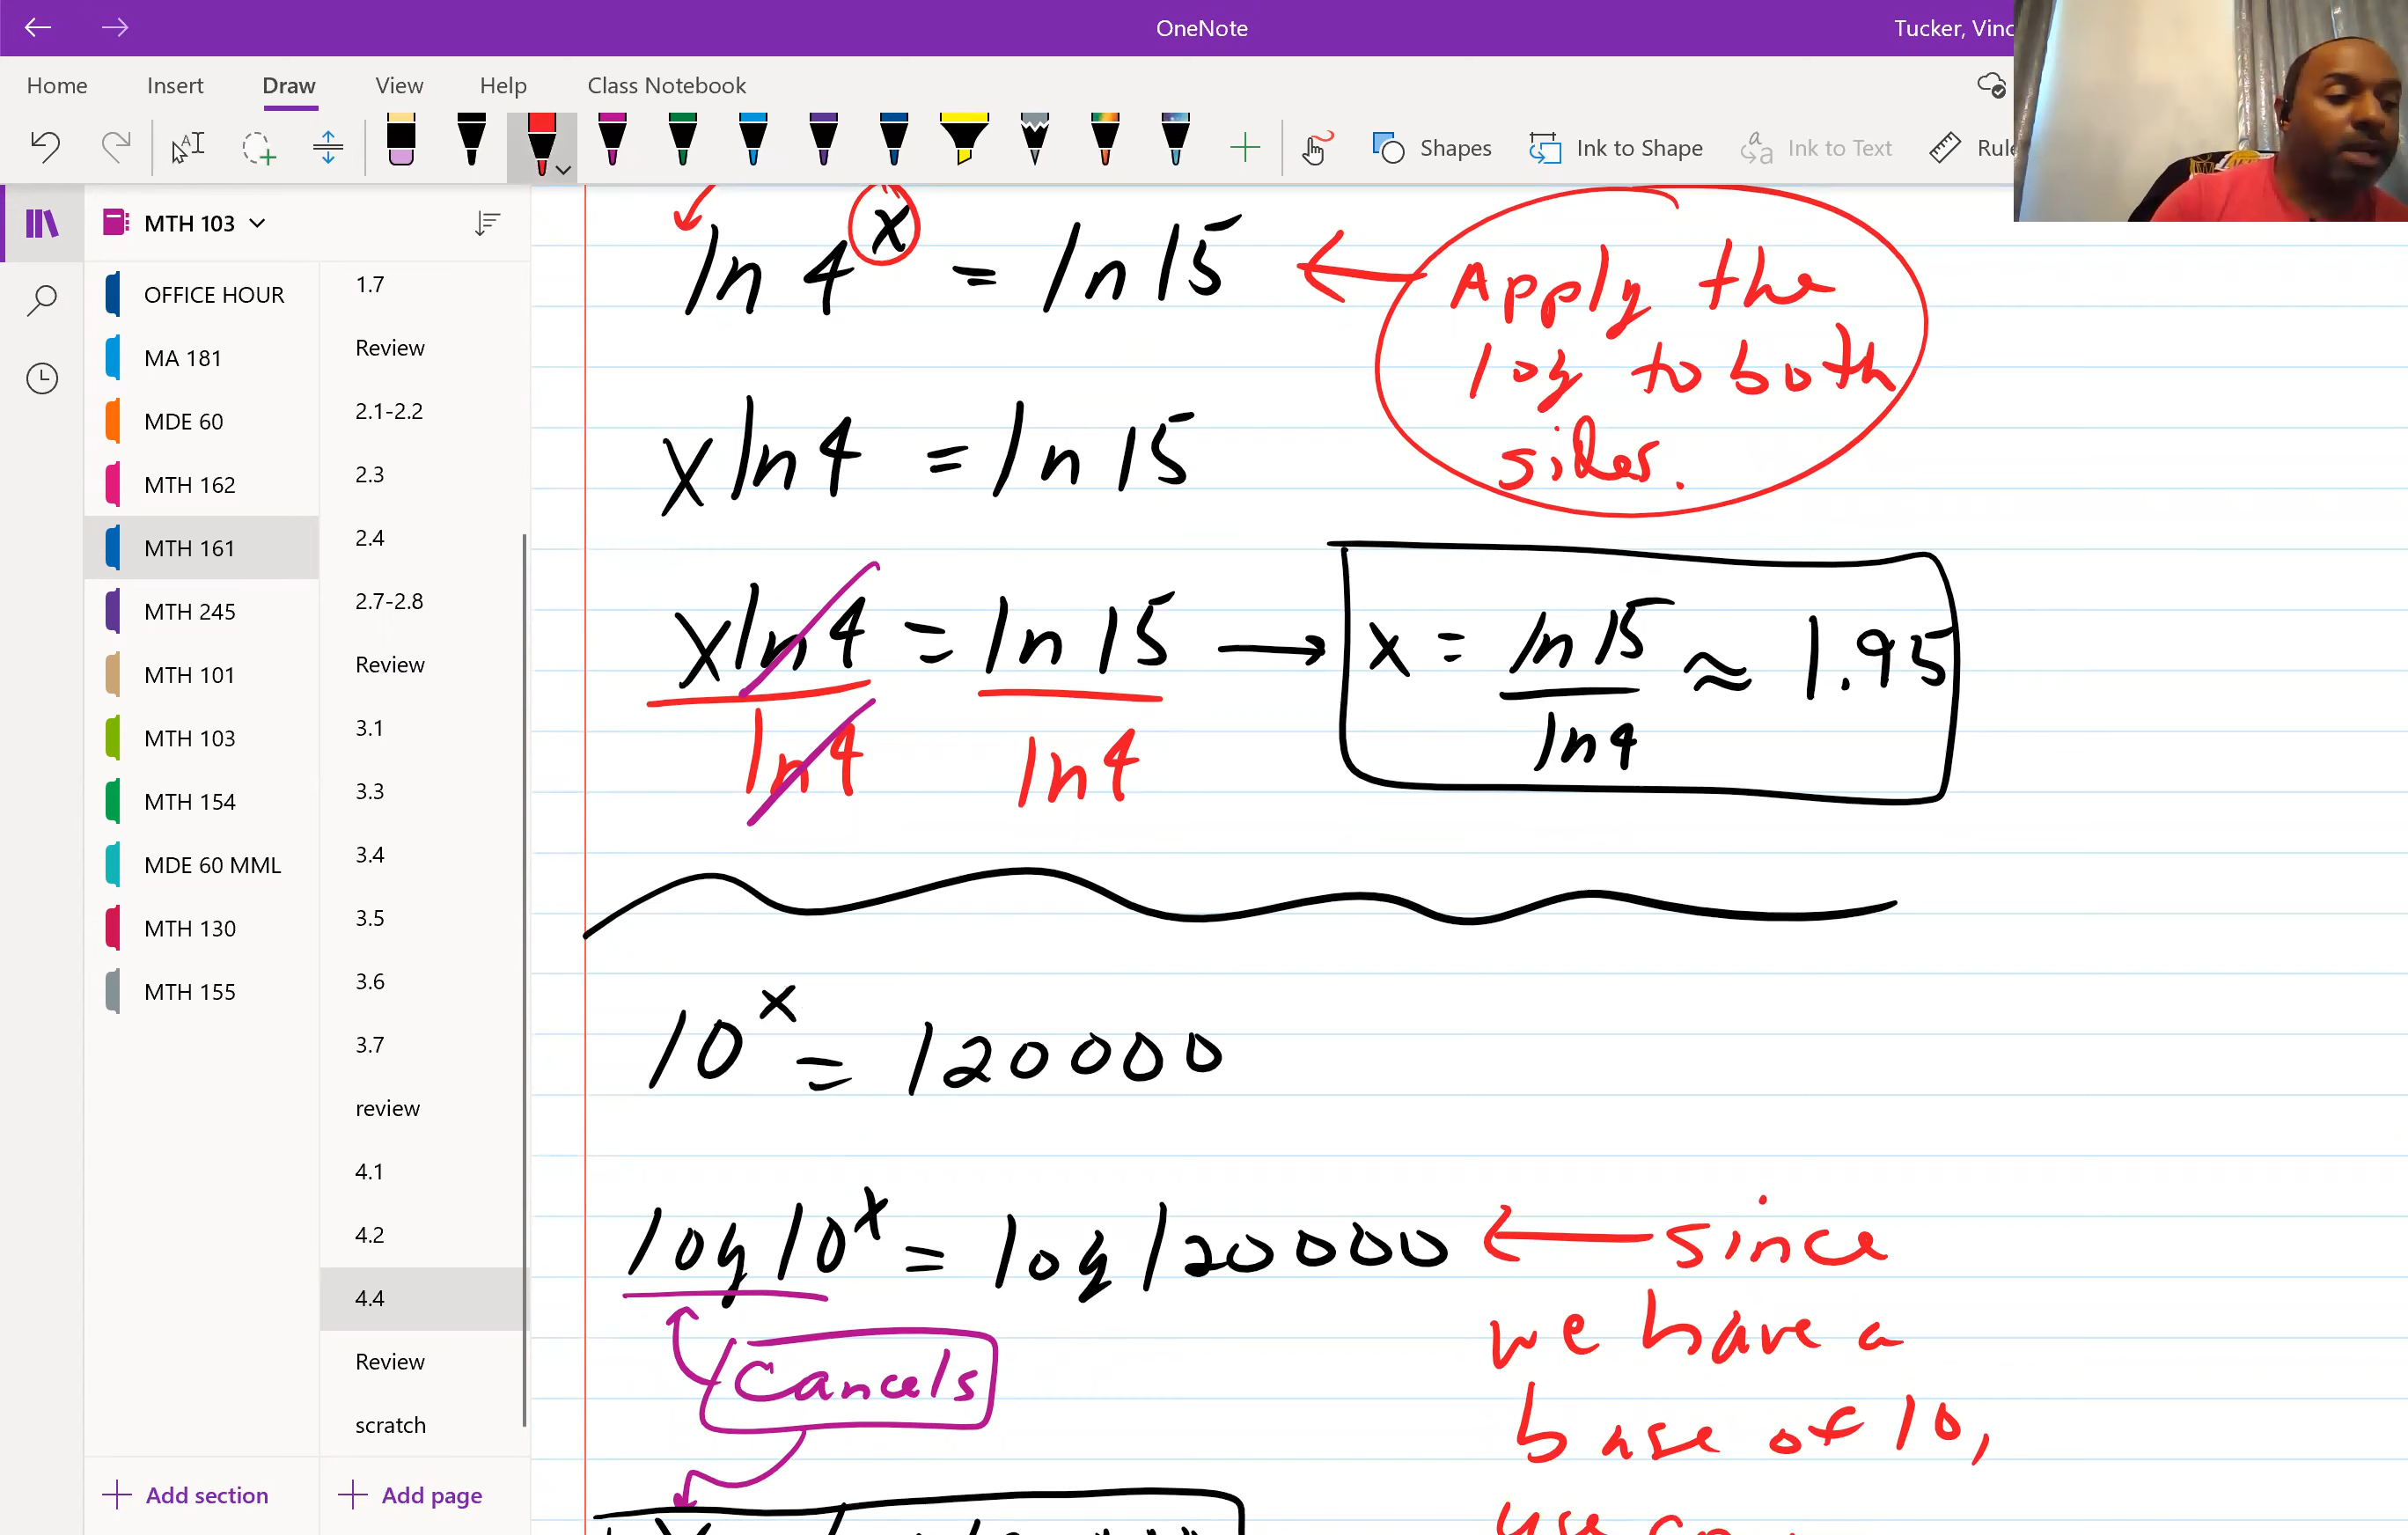 OneNote
Tucker, Vinc
Home Insert Draw View Help Class Notebook
Shapes Ink to Shape Ink to Text Rule
MTH 103
OFFICE HOUR
MA 181
MDE 60
MTH 162
MTH 161
MTH 245
MTH 101
MTH 103
MTH 154
MDE 60 MML
MTH 130
MTH 155
Add section
1.7
Review
2.1-2.2
2.3
2.4
2.7-2.8
Review
3.1
3.3
3.4
3.5
3.6
3.7
review
4.1
4.2
4.4
Review
scratch
Add page
ln 4^x = ln 15
Apply the
log to both
sides.
x ln 4 = ln 15
x ln 4 / ln 4 = ln 15 / ln 4 → x = ln 15 / ln 4 ≈ 1.95
10^x = 120000
log 10^x = log 120000 ← since
we have a
base of 10,
Cancels